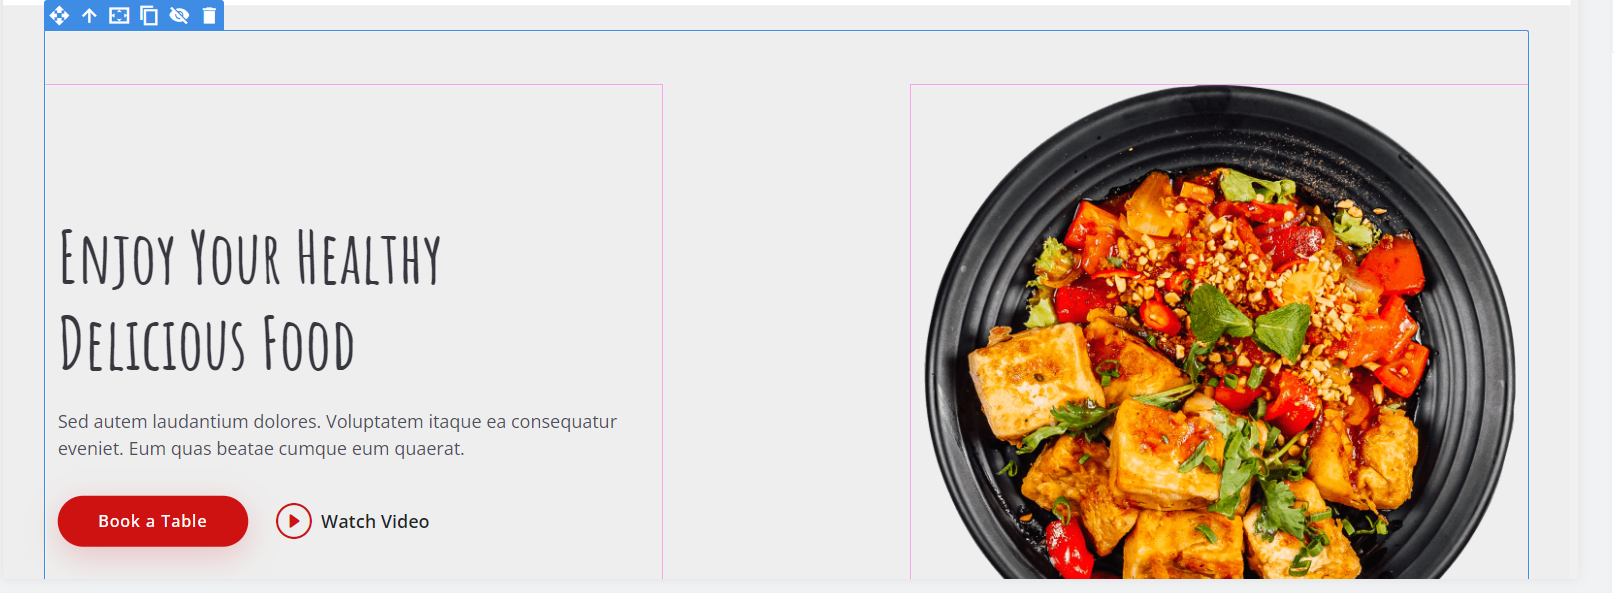 Enjoy Your Healthy
Delicious Food
Sed autem laudantium dolores. Voluptatem itaque ea consequatur
eveniet. Eum quas beatae cumque eum quaerat.
Book a Table
Watch Video